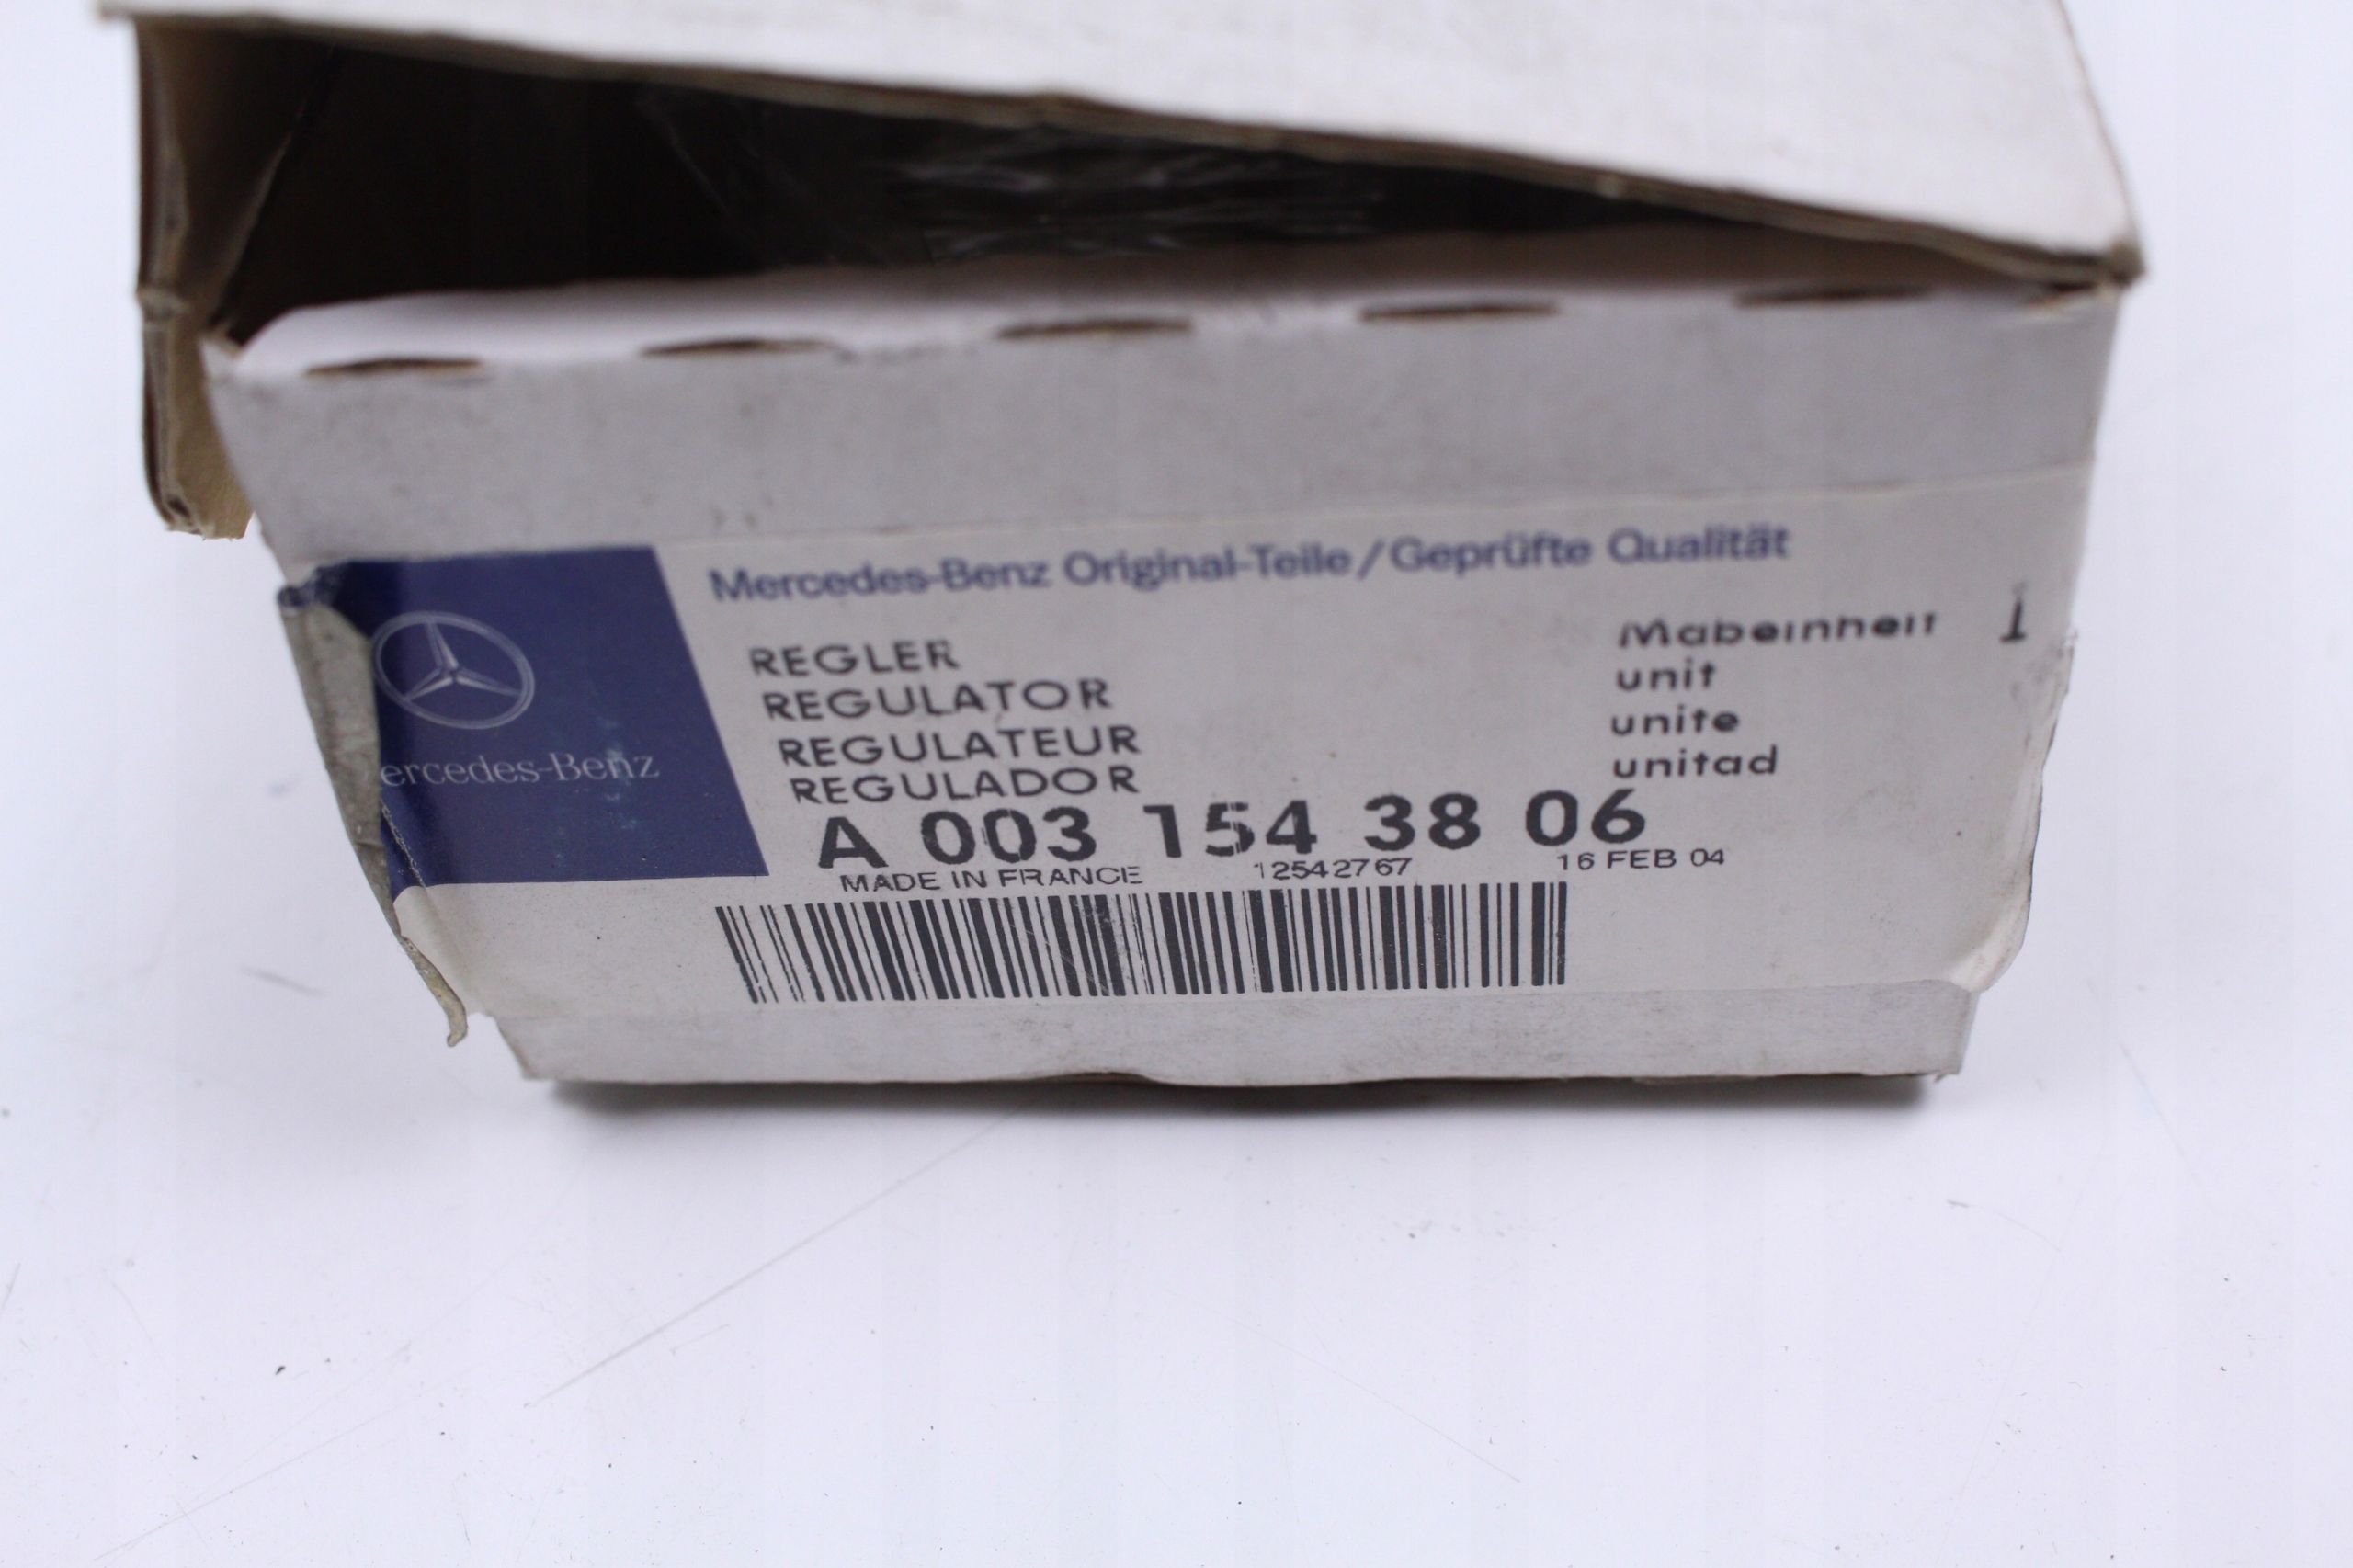 Mercedes-Benz Original-Teile/Geprüfte Qualität
REGLER
REGULATOR
REGULATEUR
REGULADOR
Mabeinheit 1
unit
unite
unitad
ercedes-Benz
A 003 154 38 06
MADE IN FRANCE 12542767 16 FEB 04